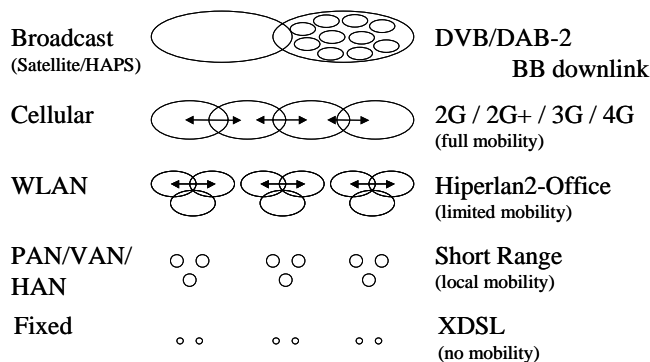 Broadcast
(Satellite/HAPS)
DVB/DAB-2
BB downlink
Cellular
2G / 2G+ / 3G / 4G
(full mobility)
WLAN
Hiperlan2-Office
(limited mobility)
PAN/VAN/
HAN
Short Range
(local mobility)
Fixed
XDSL
(no mobility)